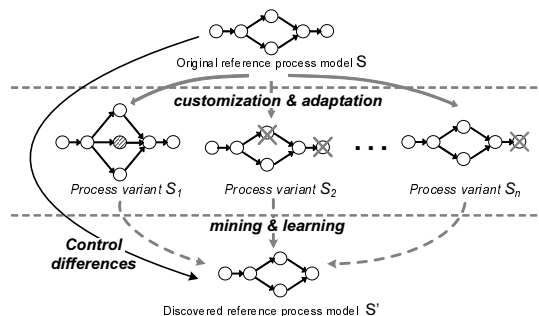 Original reference process model S
customization & adaptation
. . .
Process variant S1
Process variant S2
Process variant Sn
mining & learning
Control
differences
Discovered reference process model S'